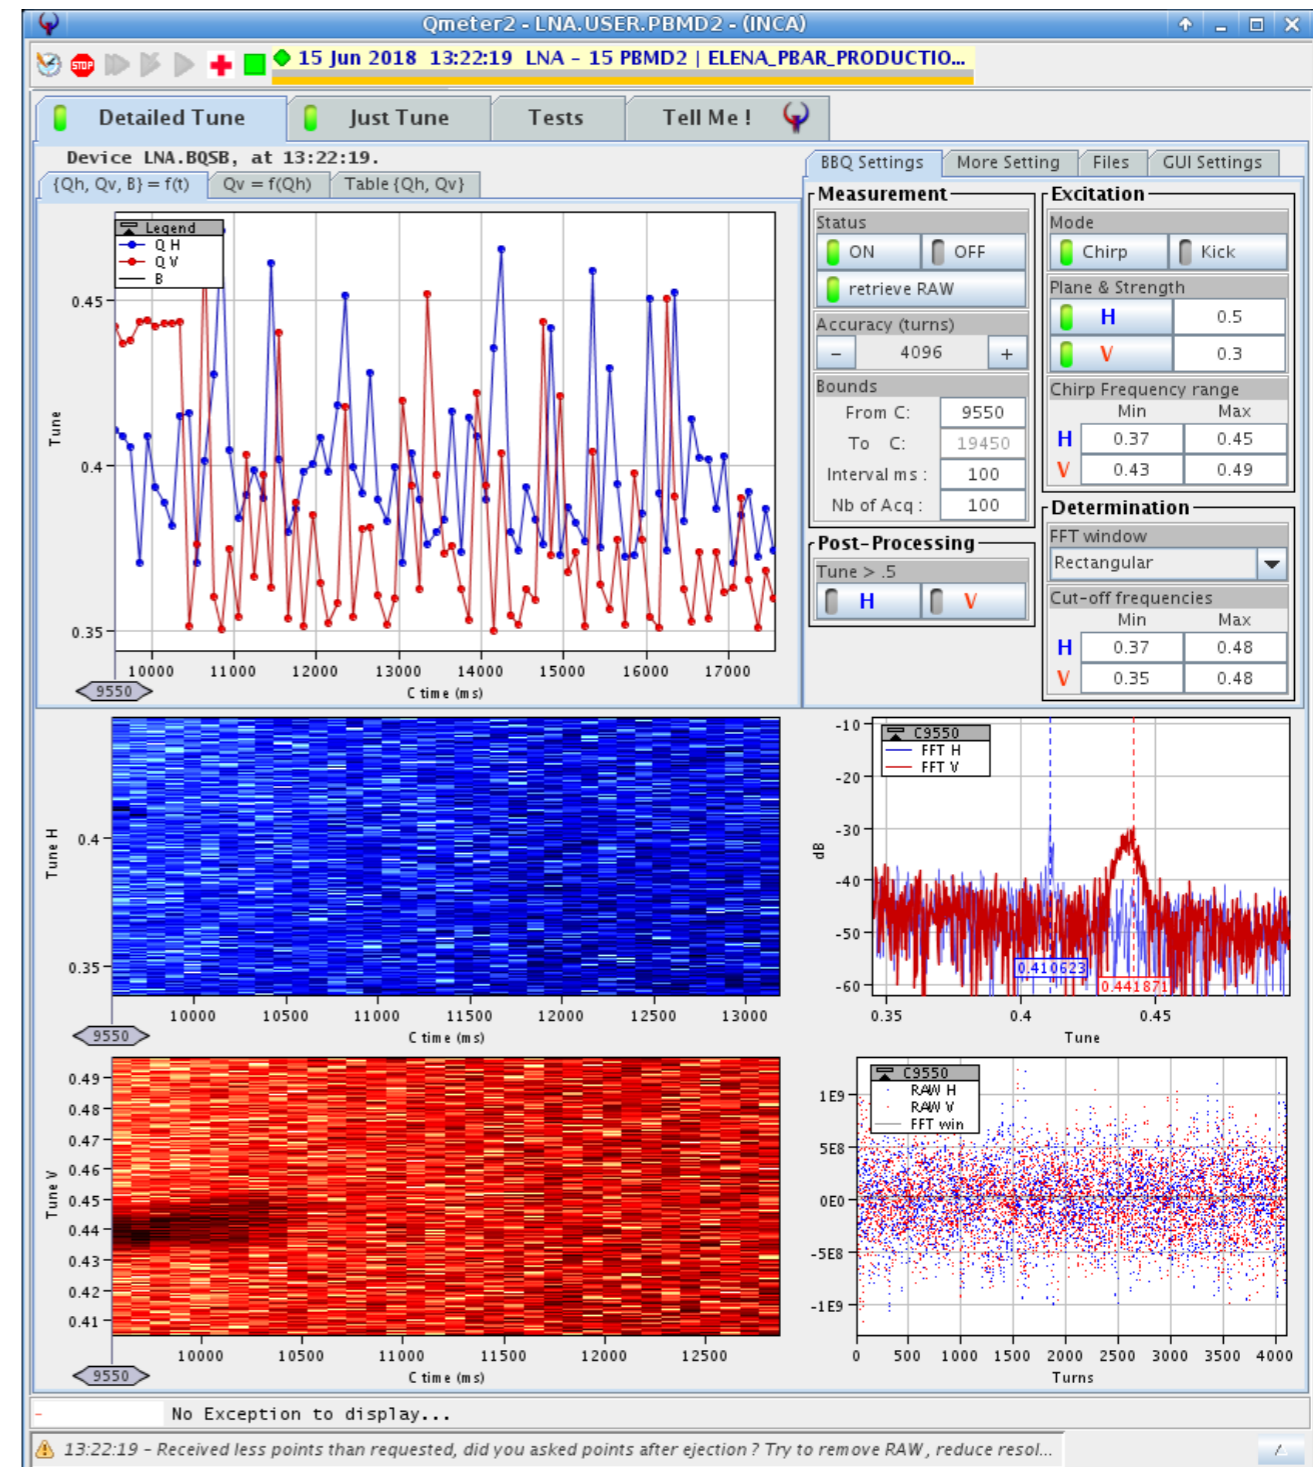 Qmeter2 - LNA.USER.PBMD2 - (INCA)
STOP
15 Jun 2018 13:22:19 LNA - 15 PBMD2 | ELENA_PBAR_PRODUCTIO...
Detailed Tune
Just Tune
Tests
Tell Me !
Device LNA.BQSB, at 13:22:19.
{Qh, Qv, B} = f(t)
Qv = f(Qh)
Table {Qh, Qv}
Legend
Q H
Q V
B
0.45
0.4
0.35
Tune
10000 11000 12000 13000 14000 15000 16000 17000
9550
C time (ms)
BBQ Settings
More Setting
Files
GUI Settings
Measurement
Status
ON
OFF
retrieve RAW
Accuracy (turns)
- 4096 +
Bounds
From C: 9550
To C: 19450
Interval ms : 100
Nb of Acq : 100
Post-Processing
Tune > .5
H
V
Excitation
Mode
Chirp
Kick
Plane & Strength
H 0.5
V 0.3
Chirp Frequency range
Min Max
H 0.37 0.45
V 0.43 0.49
Determination
FFT window
Rectangular
Cut-off frequencies
Min Max
H 0.37 0.48
V 0.35 0.48
0.4
0.35
Tune H
10000 10500 11000 11500 12000 12500 13000
9550
C time (ms)
-10
-20
-30
-40
-50
-60
dB
C9550
FFT H
FFT V
0.410623
0.441871
0.35 0.4 0.45
Tune
0.49
0.48
0.47
0.46
0.45
0.44
0.43
0.42
0.41
Tune V
10000 10500 11000 11500 12000 12500
9550
C time (ms)
1E9
5E8
0E0
-5E8
-1E9
C9550
RAW H
RAW V
FFT win
0 500 1000 1500 2000 2500 3000 3500 4000
Turns
- No Exception to display...
13:22:19 - Received less points than requested, did you asked points after ejection ? Try to remove RAW, reduce resol...